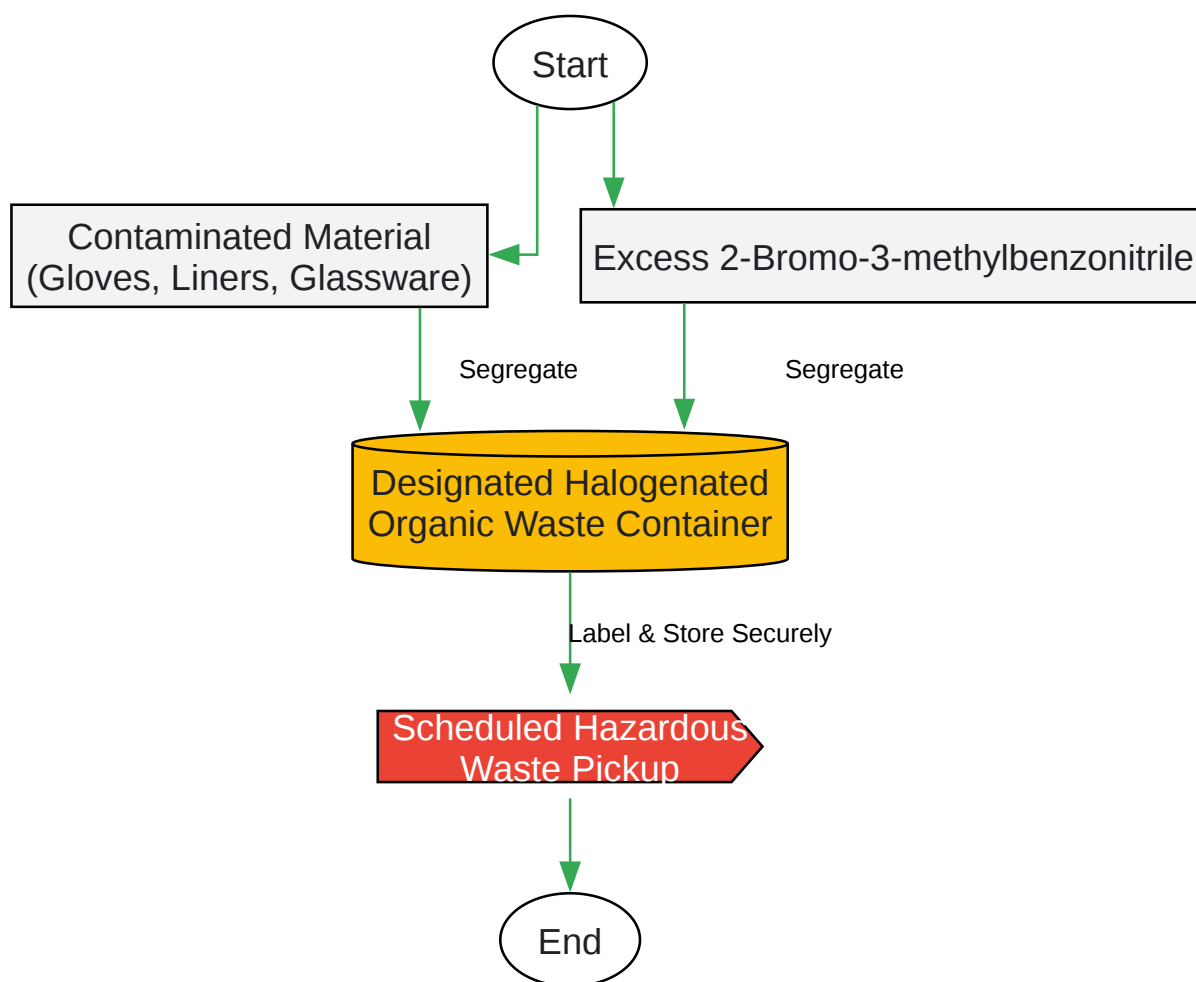 Start
Contaminated Material
(Gloves, Liners, Glassware)
Excess 2-Bromo-3-methylbenzonitrile
Segregate
Segregate
Designated Halogenated
Organic Waste Container
Label & Store Securely
Scheduled Hazardous
Waste Pickup
End